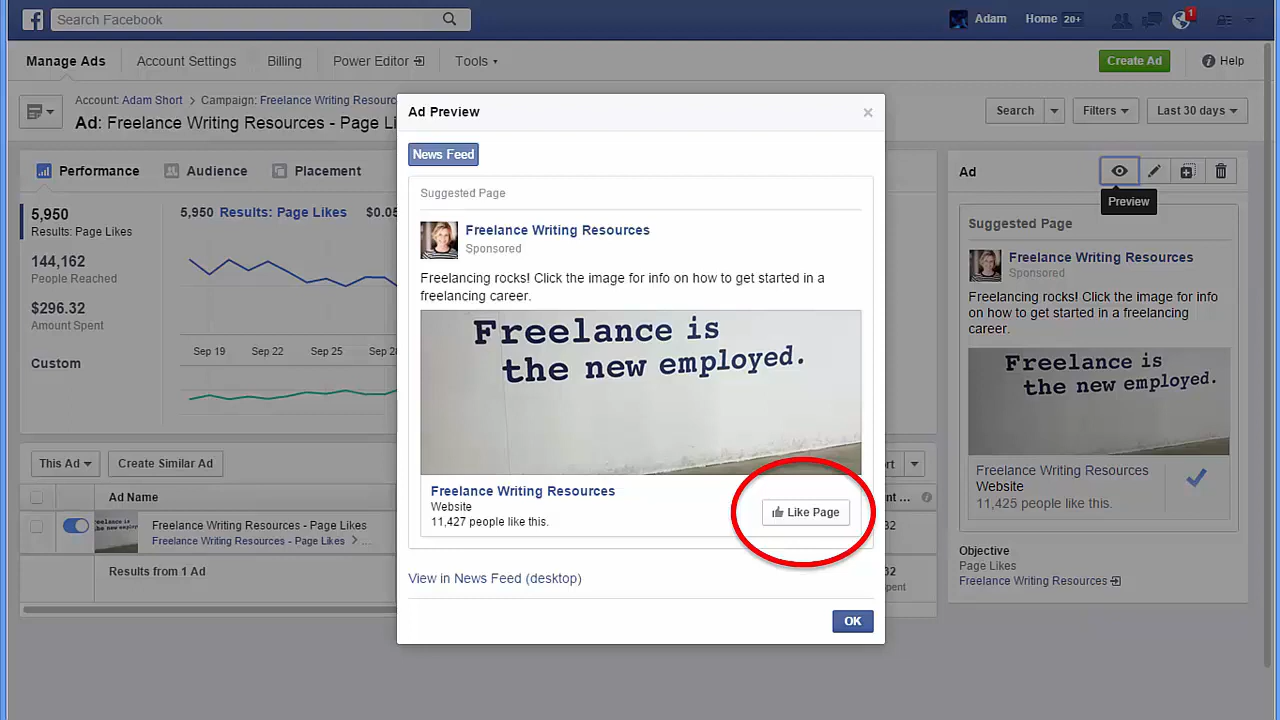 Search Facebook
Adam
Home 20+
1
Manage Ads
Account Settings
Billing
Power Editor
Tools
Create Ad
Help
Account: Adam Short > Campaign: Freelance Writing Resourc
Ad: Freelance Writing Resources - Page Li
Search
Filters
Last 30 days
Performance
Audience
Placement
5,950
Results: Page Likes
144,162
People Reached
$296.32
Amount Spent
Custom
5,950 Results: Page Likes $0.05
Sep 19
Sep 22
Sep 25
Sep 28
This Ad
Create Similar Ad
Ad Name
Freelance Writing Resources - Page Likes
Freelance Writing Resources - Page Likes > ...
Results from 1 Ad
Ad Preview
×
News Feed
Suggested Page
Freelance Writing Resources
Sponsored
Freelancing rocks! Click the image for info on how to get started in a
freelancing career.
Freelance is
the new employed.
Freelance Writing Resources
Website
11,427 people like this.
Like Page
View in News Feed (desktop)
OK
Ad
Preview
Suggested Page
Freelance Writing Resources
Sponsored
Freelancing rocks! Click the image for info
on how to get started in a freelancing
career.
Freelance is
the new employed.
Freelance Writing Resources
Website
11,425 people like this.
Objective
Page Likes
Freelance Writing Resources